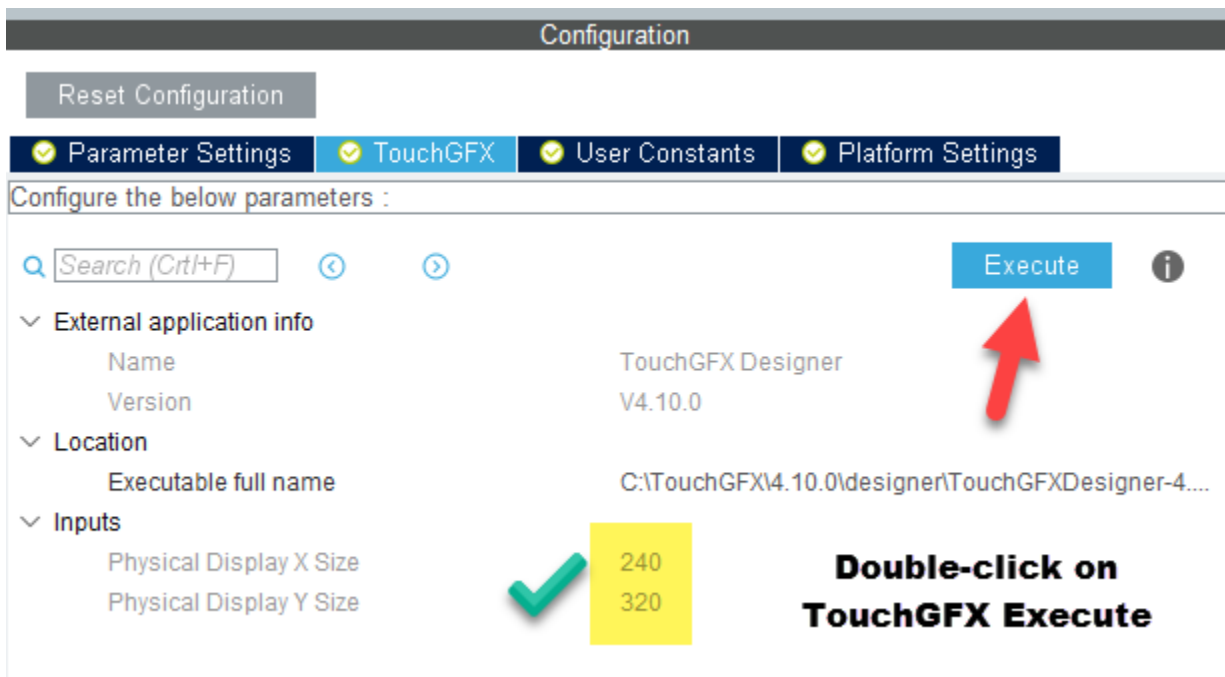 Configuration
Reset Configuration
Parameter Settings TouchGFX User Constants Platform Settings
Configure the below parameters :
Search (Crtl+F) Execute
External application info
Name TouchGFX Designer
Version V4.10.0
Location
Executable full name C:\TouchGFX\4.10.0\designer\TouchGFXDesigner-4....
Inputs
Physical Display X Size 240
Physical Display Y Size 320
Double-click on
TouchGFX Execute